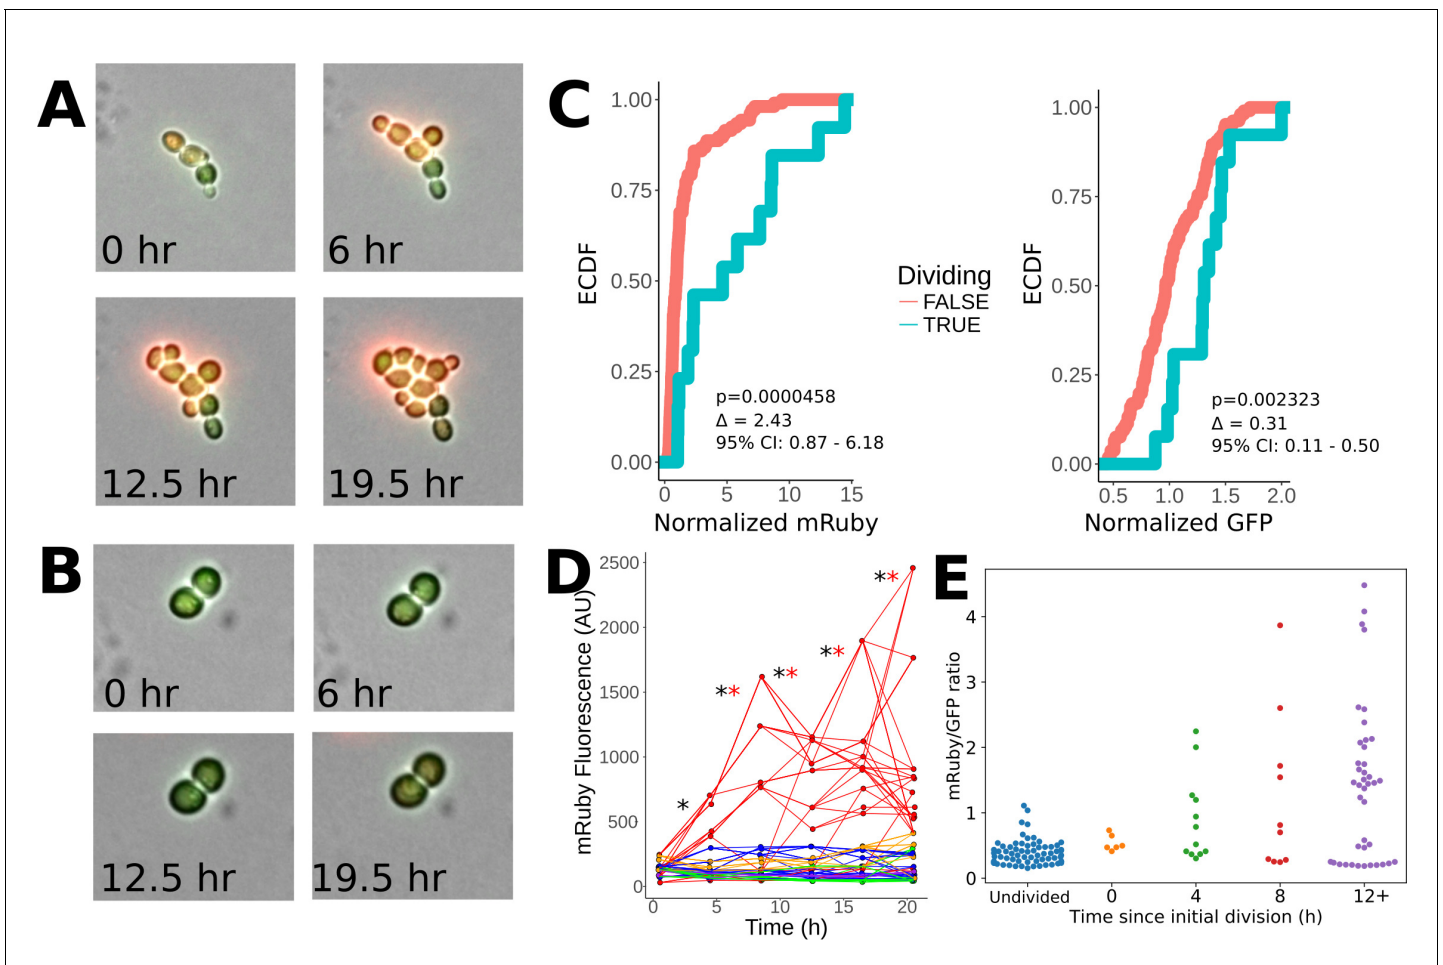 A
0 hr
6 hr
12.5 hr
19.5 hr
B
0 hr
6 hr
12.5 hr
19.5 hr
C
1.00
0.75
0.50
0.25
0.00
ECDF
p=0.0000458
Δ = 2.43
95% CI: 0.87 - 6.18
0 5 10 15
Normalized mRuby
Dividing
FALSE
TRUE
1.00
0.75
0.50
0.25
0.00
ECDF
p=0.002323
Δ = 0.31
95% CI: 0.11 - 0.50
0.5 1.0 1.5 2.0
Normalized GFP
D
2500
2000
1500
1000
500
0
mRuby Fluorescence (AU)
*
**
**
**
**
0 5 10 15 20
Time (h)
E
4
3
2
1
0
mRuby/GFP ratio
Undivided 0 4 8 12+
Time since initial division (h)